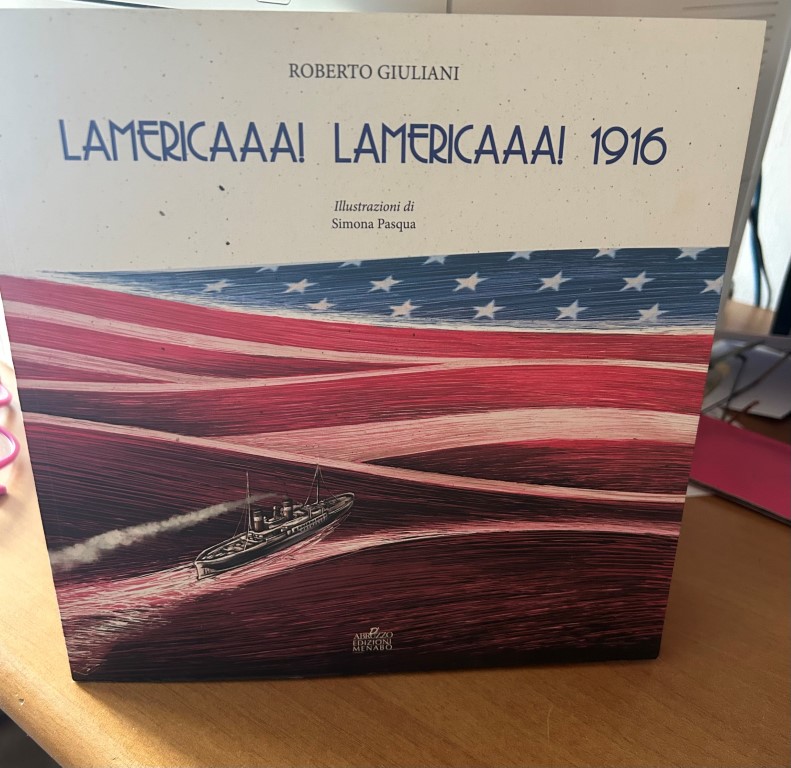 ROBERTO GIULIANI
LAMERICAAA! LAMERICAAA! 1916
Illustrazioni di
Simona Pasqua
ABRUZZO
EDIZIONI
MENABÒ